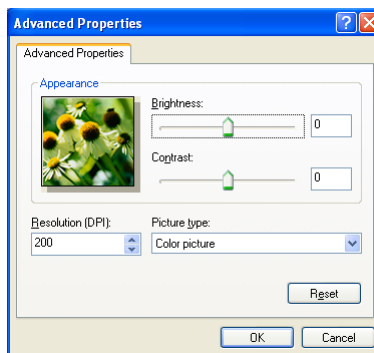 Advanced Properties
Advanced Properties
Appearance
Brightness:
0
Contrast:
0
Resolution (DPI):
Picture type:
200
Color picture
Reset
OK
Cancel